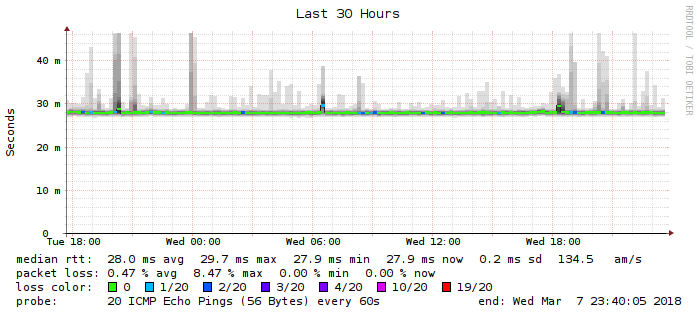 Last 30 Hours
RRDTOOL / TOBI OETIKER
Seconds
40 m
30 m
20 m
10 m
0
Tue 18:00 Wed 00:00 Wed 06:00 Wed 12:00 Wed 18:00
median rtt: 28.0 ms avg 29.7 ms max 27.9 ms min 27.9 ms now 0.2 ms sd 134.5 am/s
packet loss: 0.47 % avg 8.47 % max 0.00 % min 0.00 % now
loss color: 0 1/20 2/20 3/20 4/20 10/20 19/20
probe: 20 ICMP Echo Pings (56 Bytes) every 60s end: Wed Mar 7 23:40:05 2018